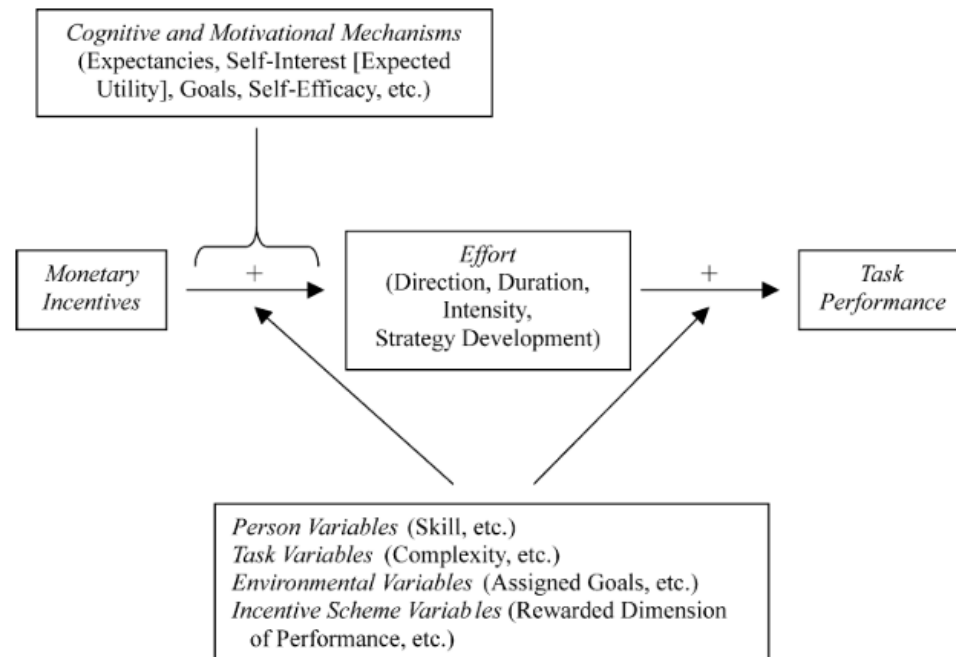 Cognitive and Motivational Mechanisms
(Expectancies, Self-Interest [Expected
Utility], Goals, Self-Efficacy, etc.)
Monetary
Incentives
+
Effort
(Direction, Duration,
Intensity,
Strategy Development)
+
Task
Performance
Person Variables (Skill, etc.)
Task Variables (Complexity, etc.)
Environmental Variables (Assigned Goals, etc.)
Incentive Scheme Variables (Rewarded Dimension
of Performance, etc.)